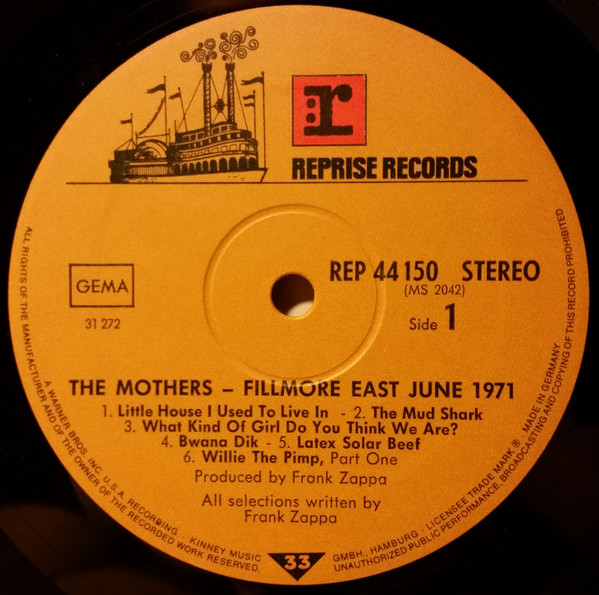 r
REPRISE RECORDS
GEMA
31 272
REP 44 150 STEREO
(MS 2042)
Side 1
THE MOTHERS – FILLMORE EAST JUNE 1971
1. Little House I Used To Live In - 2. The Mud Shark
3. What Kind Of Girl Do You Think We Are?
4. Bwana Dik - 5. Latex Solar Beef
6. Willie The Pimp, Part One
Produced by Frank Zappa
All selections written by
Frank Zappa
33
ALL RIGHTS OF THE MANUFACTURER AND OF THE OWNER OF THE RECORDED WORK RESERVED.
A WARNER BROS. INC. U.S.A. RECORDING · KINNEY MUSIC GMBH., HAMBURG · LICENSEE TRADE MARK ® · MADE IN GERMANY
UNAUTHORIZED PUBLIC PERFORMANCE, BROADCASTING AND COPYING OF THIS RECORD PROHIBITED